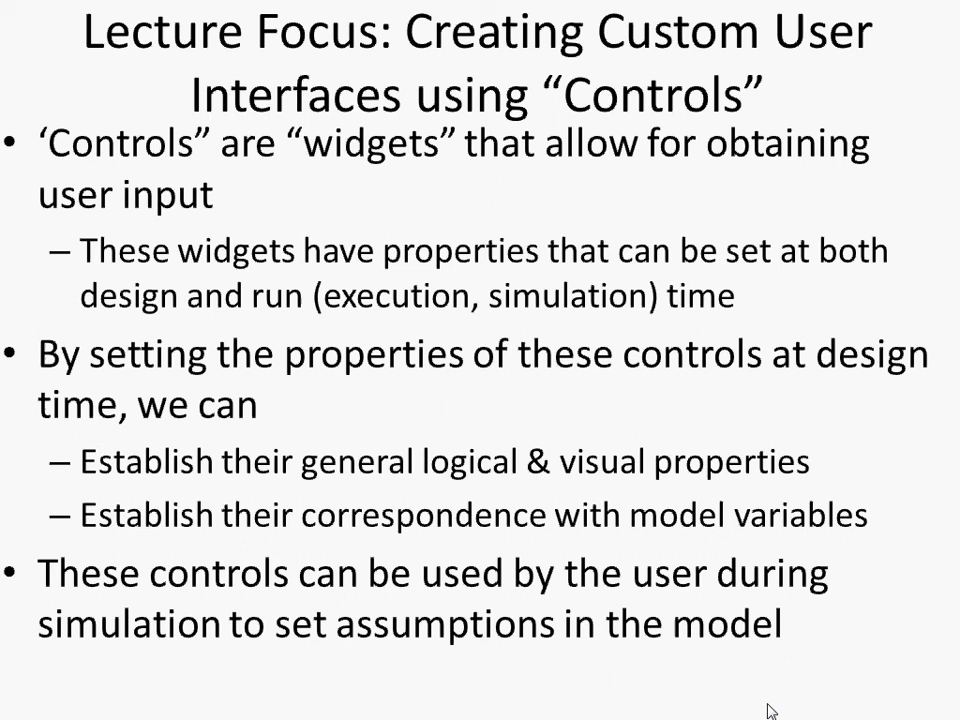 Lecture Focus: Creating Custom User
Interfaces using “Controls”
• ‘Controls” are “widgets” that allow for obtaining
user input
– These widgets have properties that can be set at both
design and run (execution, simulation) time
• By setting the properties of these controls at design
time, we can
– Establish their general logical & visual properties
– Establish their correspondence with model variables
• These controls can be used by the user during
simulation to set assumptions in the model